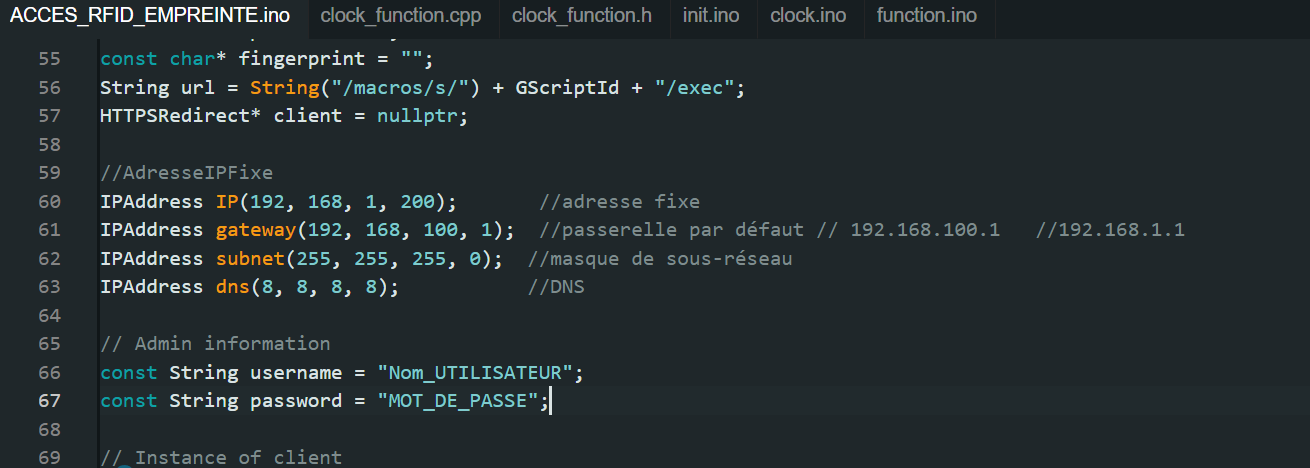 ACCES_RFID_EMPREINTE.ino clock_function.cpp clock_function.h init.ino clock.ino function.ino
55 const char* fingerprint = "";
56 String url = String("/macros/s/") + GScriptId + "/exec";
57 HTTPSRedirect* client = nullptr;
58
59 //AdresseIPFixe
60 IPAddress IP(192, 168, 1, 200); //adresse fixe
61 IPAddress gateway(192, 168, 100, 1); //passerelle par défaut // 192.168.100.1 //192.168.1.1
62 IPAddress subnet(255, 255, 255, 0); //masque de sous-réseau
63 IPAddress dns(8, 8, 8, 8); //DNS
64
65 // Admin information
66 const String username = "Nom_UTILISATEUR";
67 const String password = "MOT_DE_PASSE";
68
69 // Instance of client